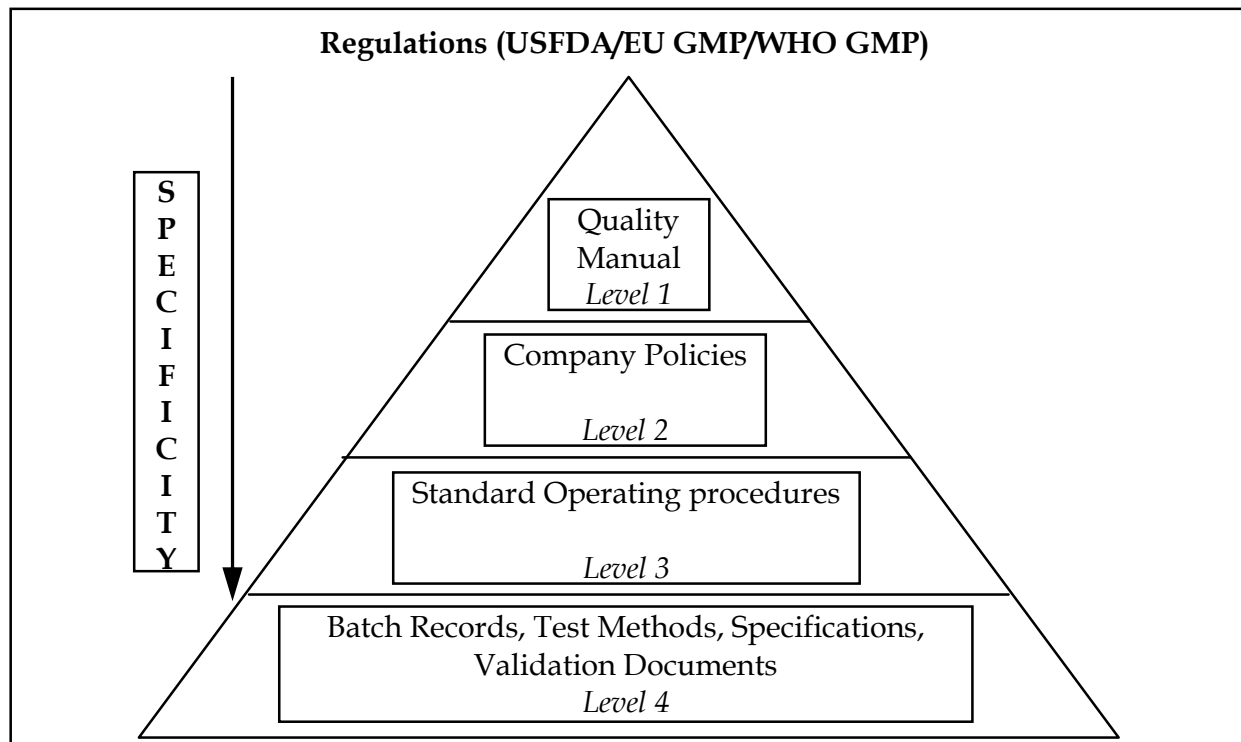 Regulations (USFDA/EU GMP/WHO GMP)
S
P
E
C
I
F
I
C
I
T
Y
Quality
Manual
Level 1
Company Policies
Level 2
Standard Operating procedures
Level 3
Batch Records, Test Methods, Specifications,
Validation Documents
Level 4